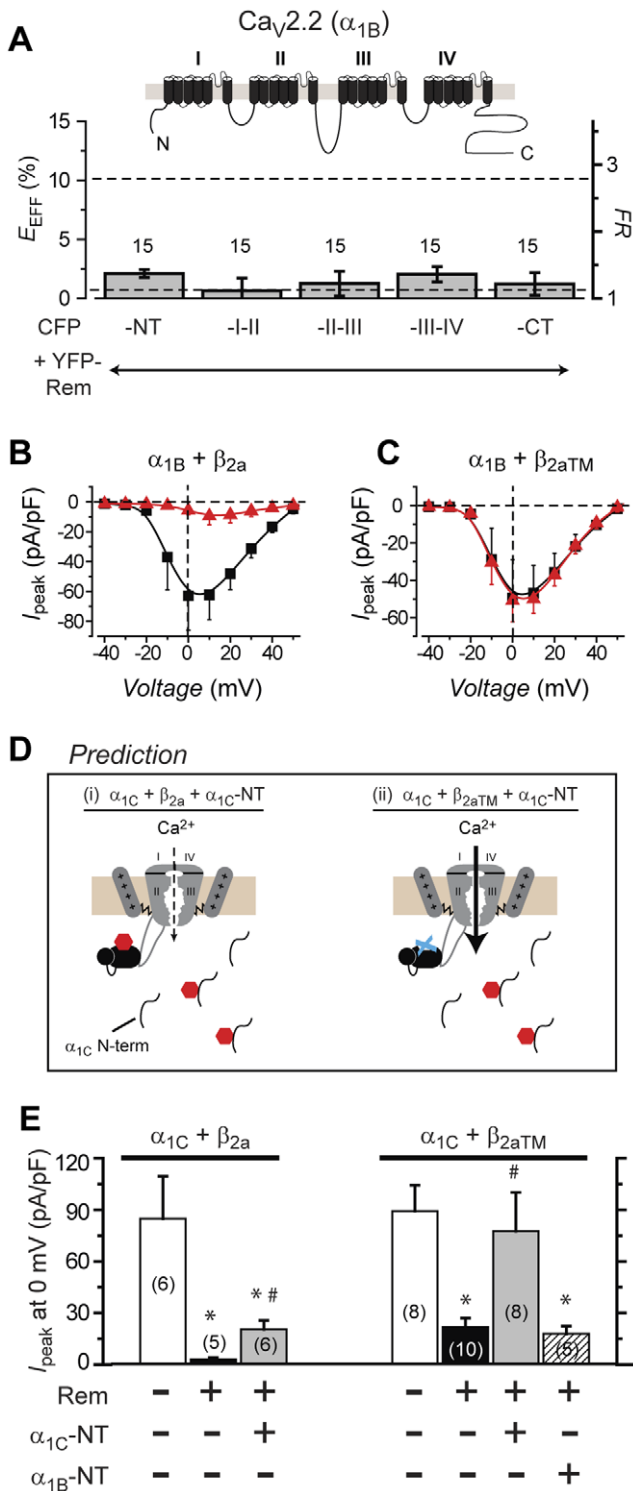 A
CaV2.2 (α1B)
I II III IV
N
C
EEFF (%)
15
10
5
0
FR
3
2
1
15 15 15 15 15
CFP -NT -I-II -II-III -III-IV -CT
+ YFP-
Rem
B
α1B + β2a
Ipeak (pA/pF)
0
-20
-40
-60
-80
-40 -20 0 20 40
Voltage (mV)
C
α1B + β2aTM
Ipeak (pA/pF)
0
-20
-40
-60
-40 -20 0 20 40
Voltage (mV)
D
Prediction
(i) α1C + β2a + α1C-NT
Ca2+
I IV
II III
α1C N-term
(ii) α1C + β2aTM + α1C-NT
Ca2+
I IV
II III
E
α1C + β2a
α1C + β2aTM
Ipeak at 0 mV (pA/pF)
120
90
60
30
0
(6) * (5) * # (6) (8) * (10) # (8) * (5)
Rem - + + - + + +
α1C-NT - - + - - + -
α1B-NT - - - - - - +